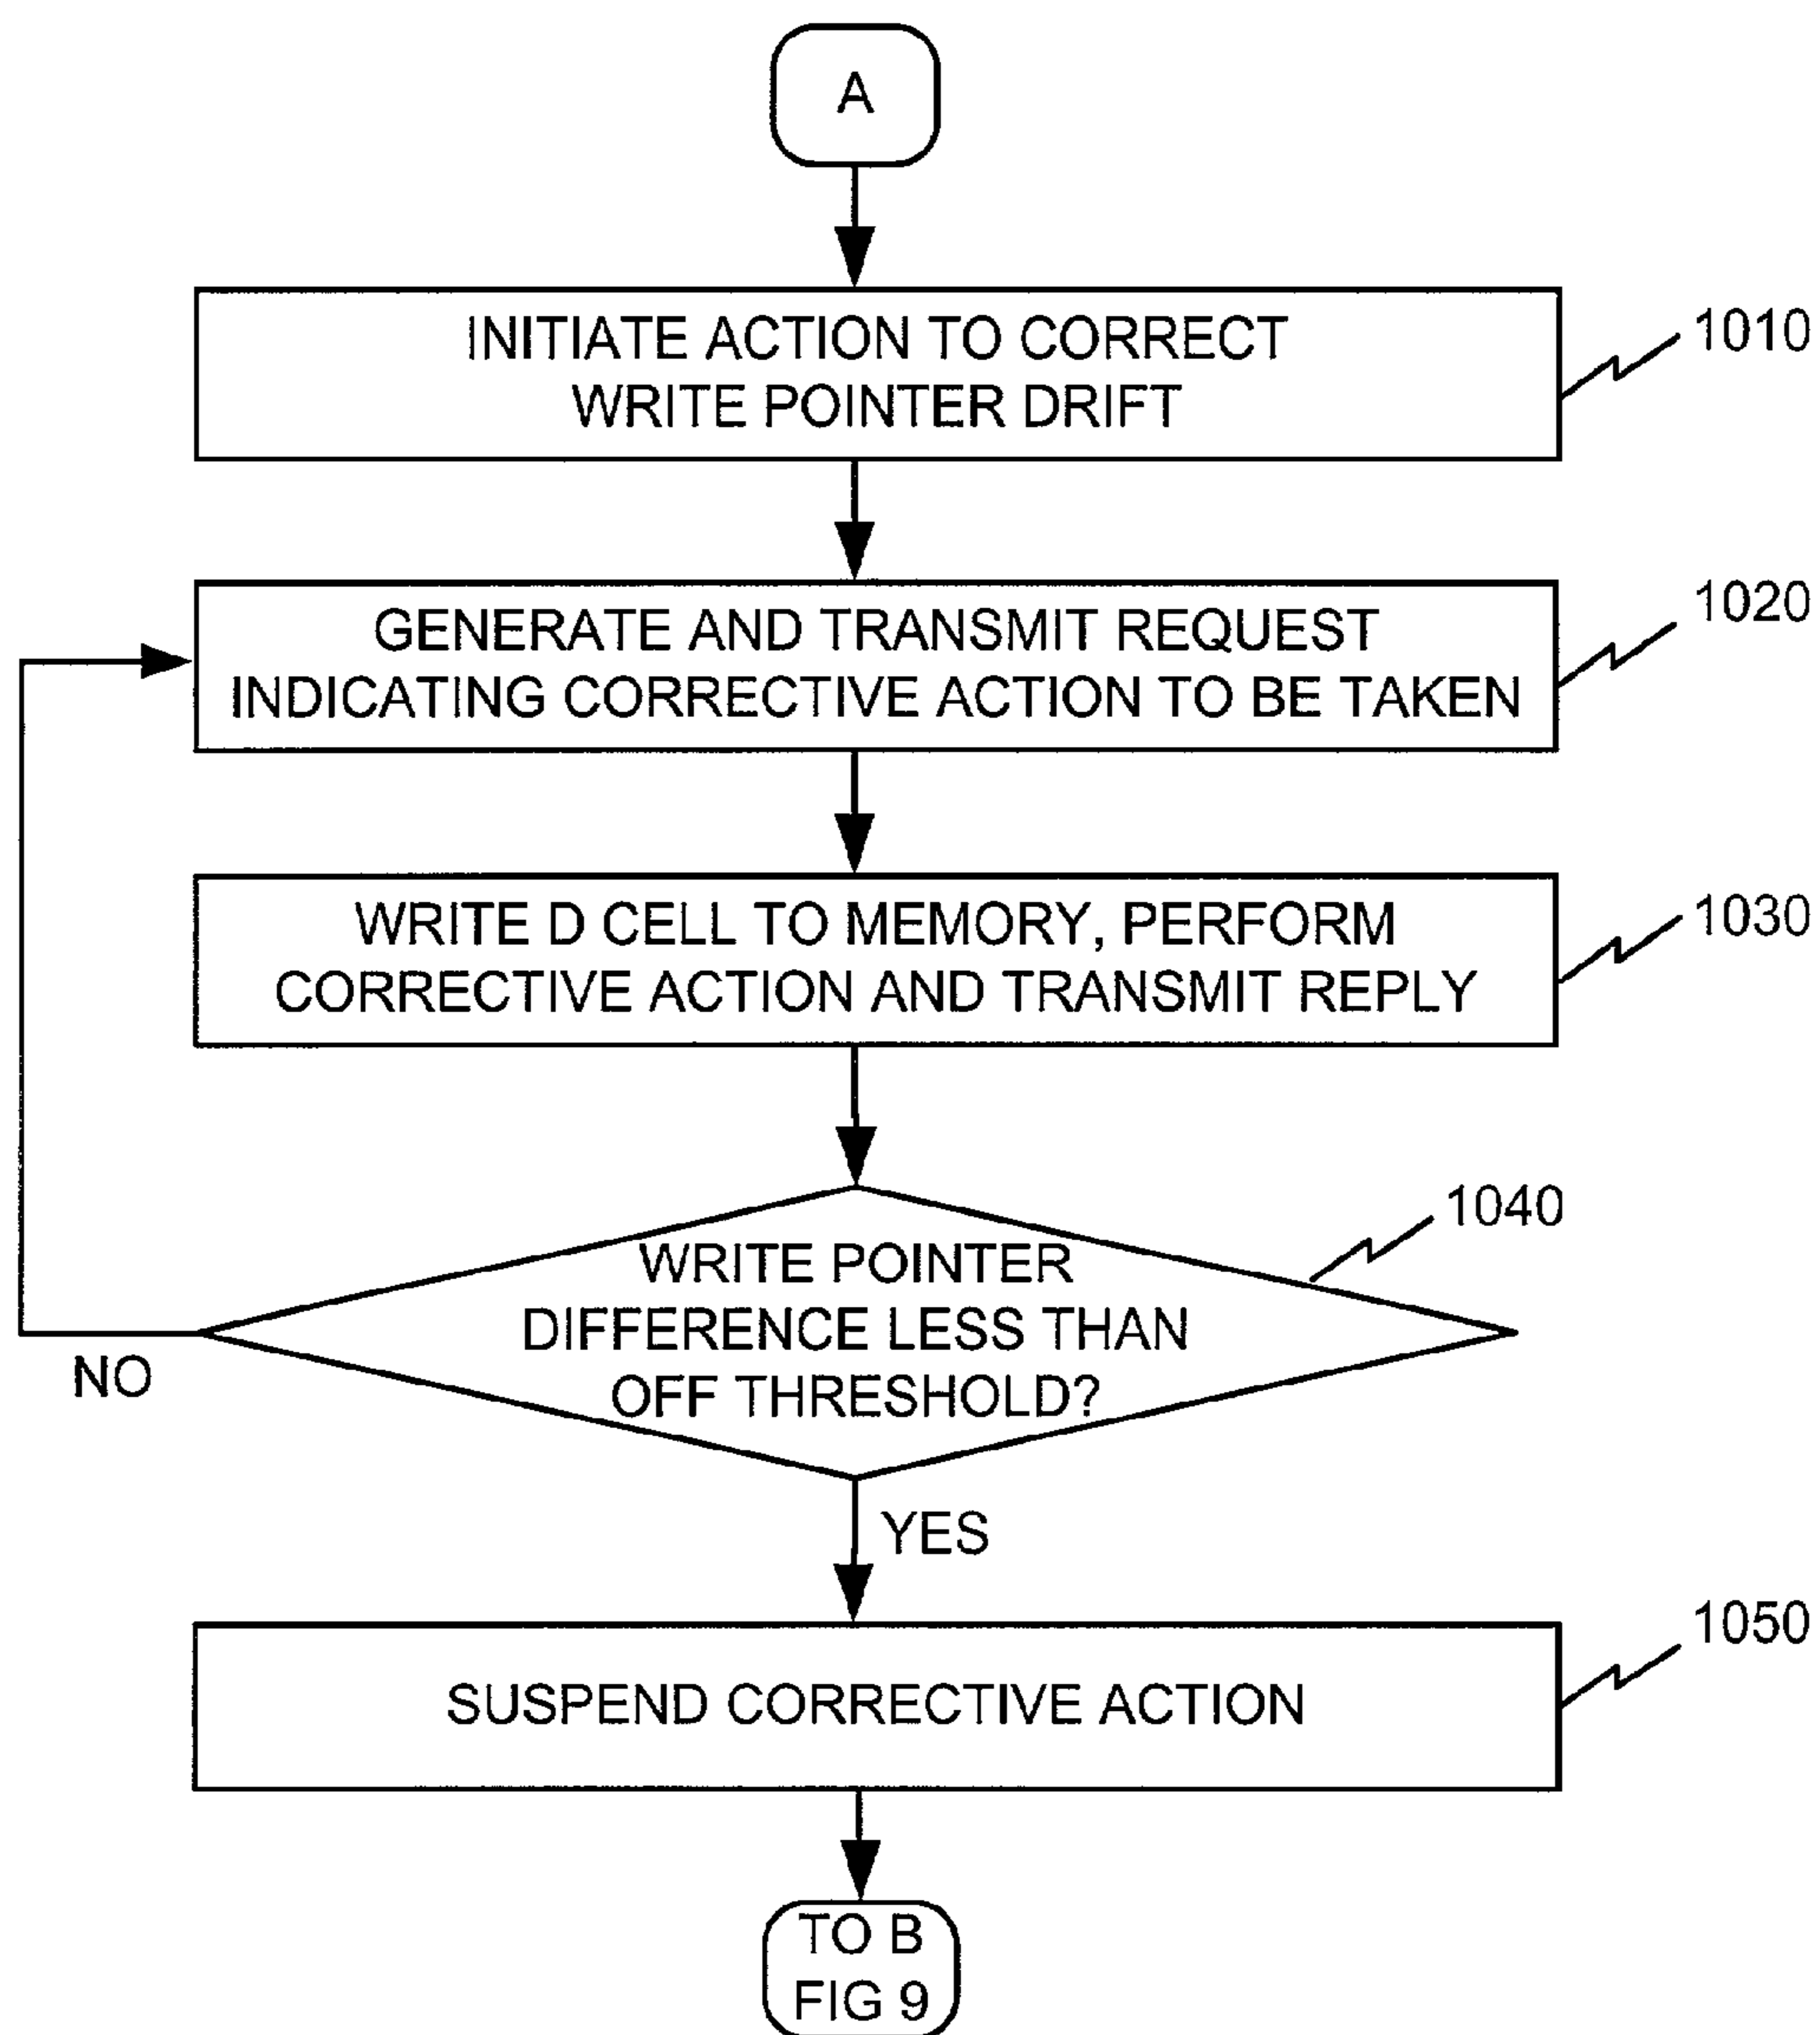 A
INITIATE ACTION TO CORRECT
WRITE POINTER DRIFT
1010
GENERATE AND TRANSMIT REQUEST
INDICATING CORRECTIVE ACTION TO BE TAKEN
1020
WRITE D CELL TO MEMORY, PERFORM
CORRECTIVE ACTION AND TRANSMIT REPLY
1030
1040
WRITE POINTER
DIFFERENCE LESS THAN
OFF THRESHOLD?
NO
YES
1050
SUSPEND CORRECTIVE ACTION
TO B
FIG 9